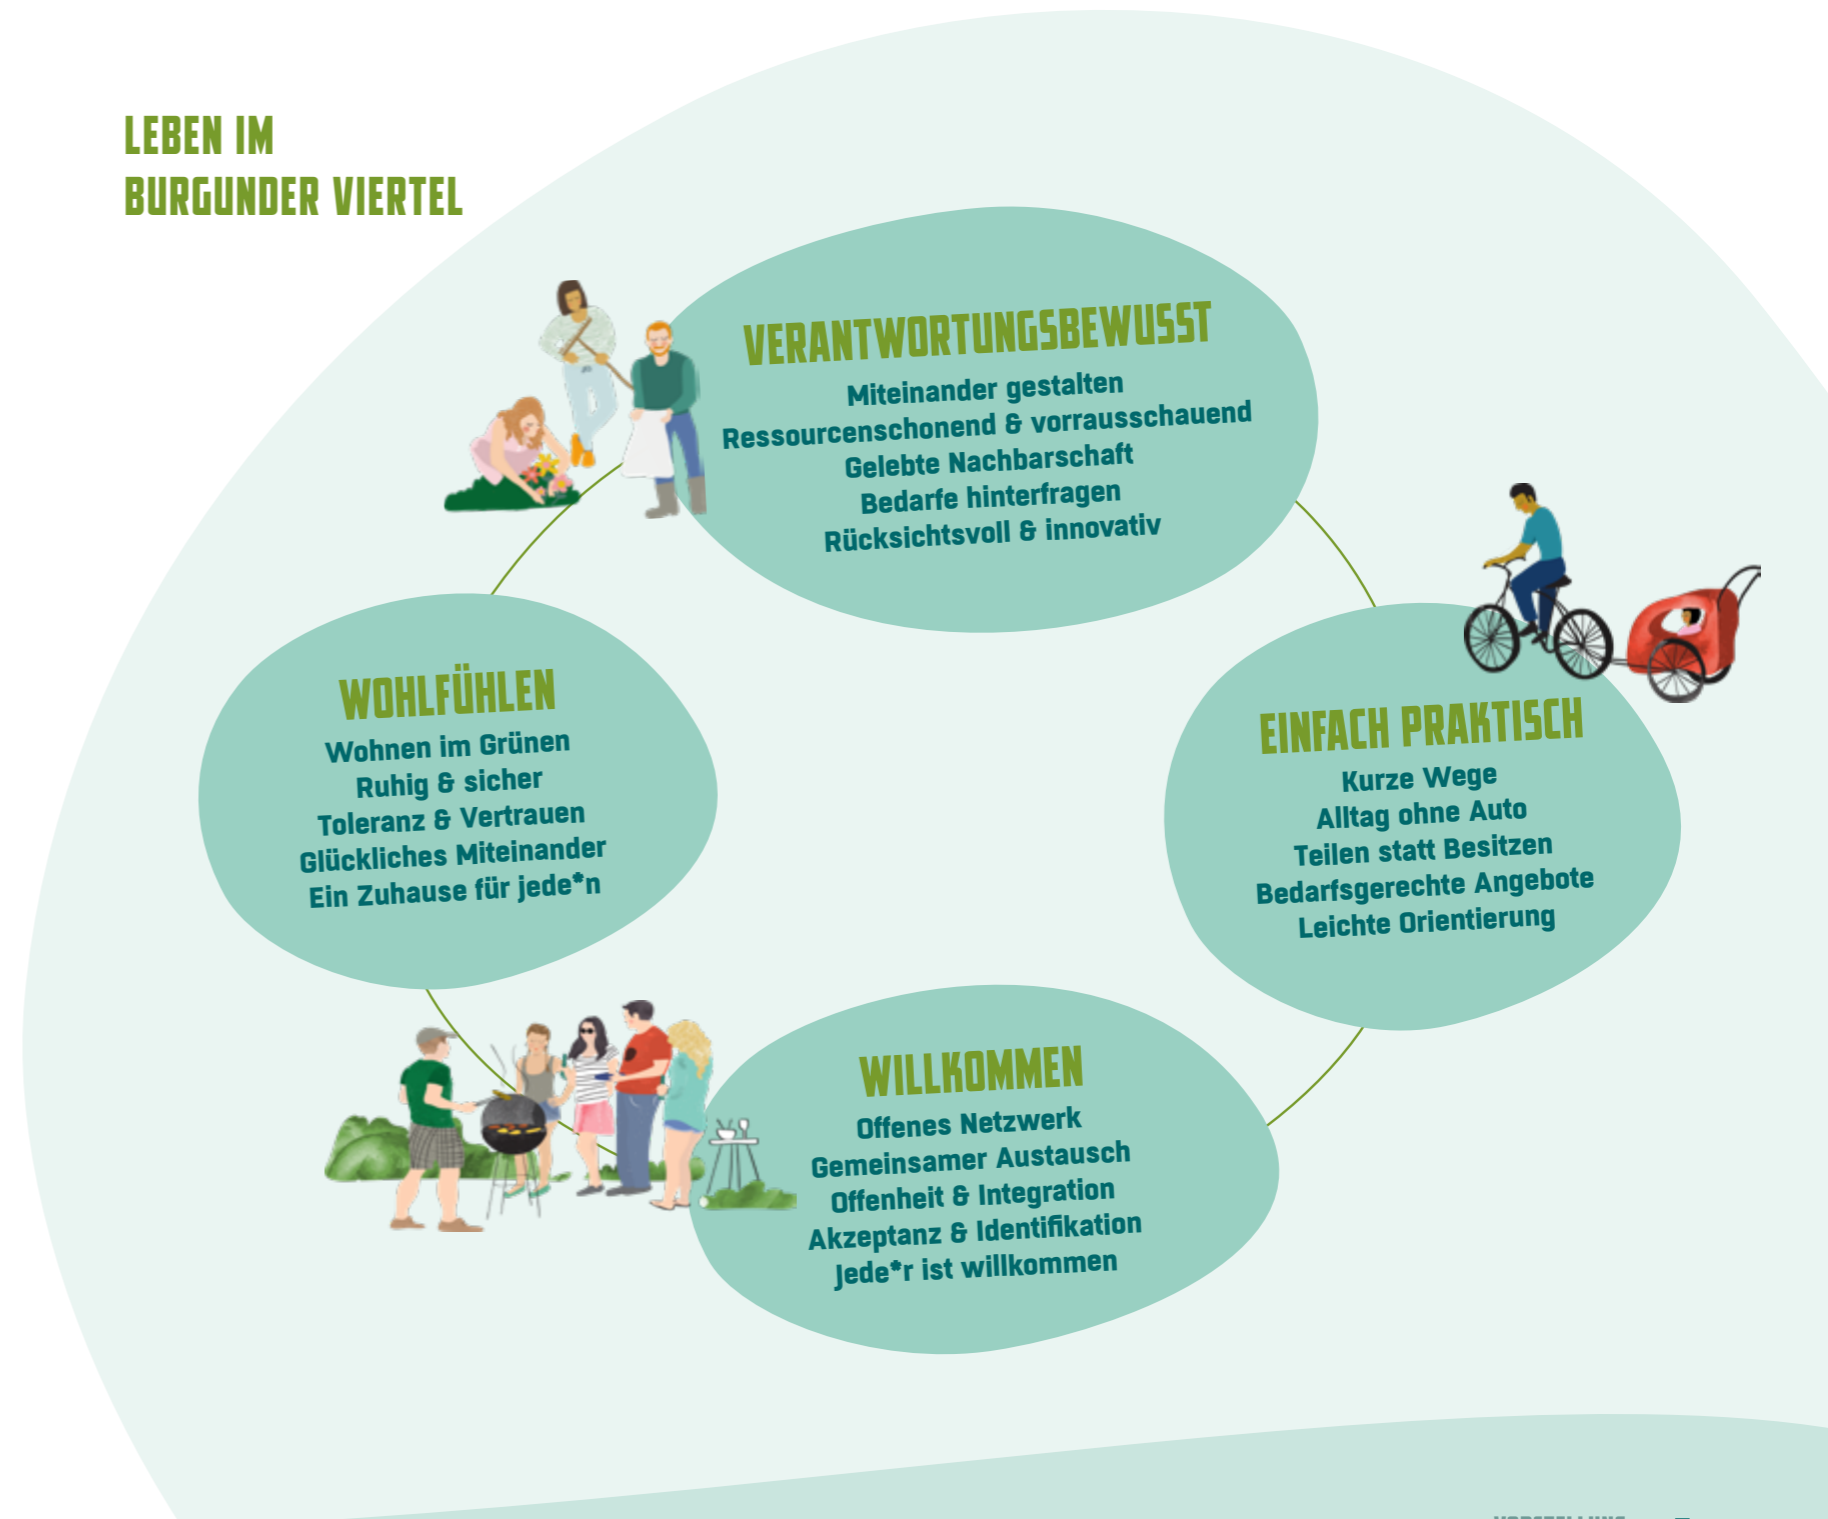 LEBEN IM
BURGUNDER VIERTEL
VERANTWORTUNGSBEWUSST
Miteinander gestalten
Ressourcenschonend & vorrausschauend
Gelebte Nachbarschaft
Bedarfe hinterfragen
Rücksichtsvoll & innovativ
WOHLFÜHLEN
Wohnen im Grünen
Ruhig & sicher
Toleranz & Vertrauen
Glückliches Miteinander
Ein Zuhause für jede*n
EINFACH PRAKTISCH
Kurze Wege
Alltag ohne Auto
Teilen statt Besitzen
Bedarfsgerechte Angebote
Leichte Orientierung
WILLKOMMEN
Offenes Netzwerk
Gemeinsamer Austausch
Offenheit & Integration
Akzeptanz & Identifikation
Jede*r ist willkommen